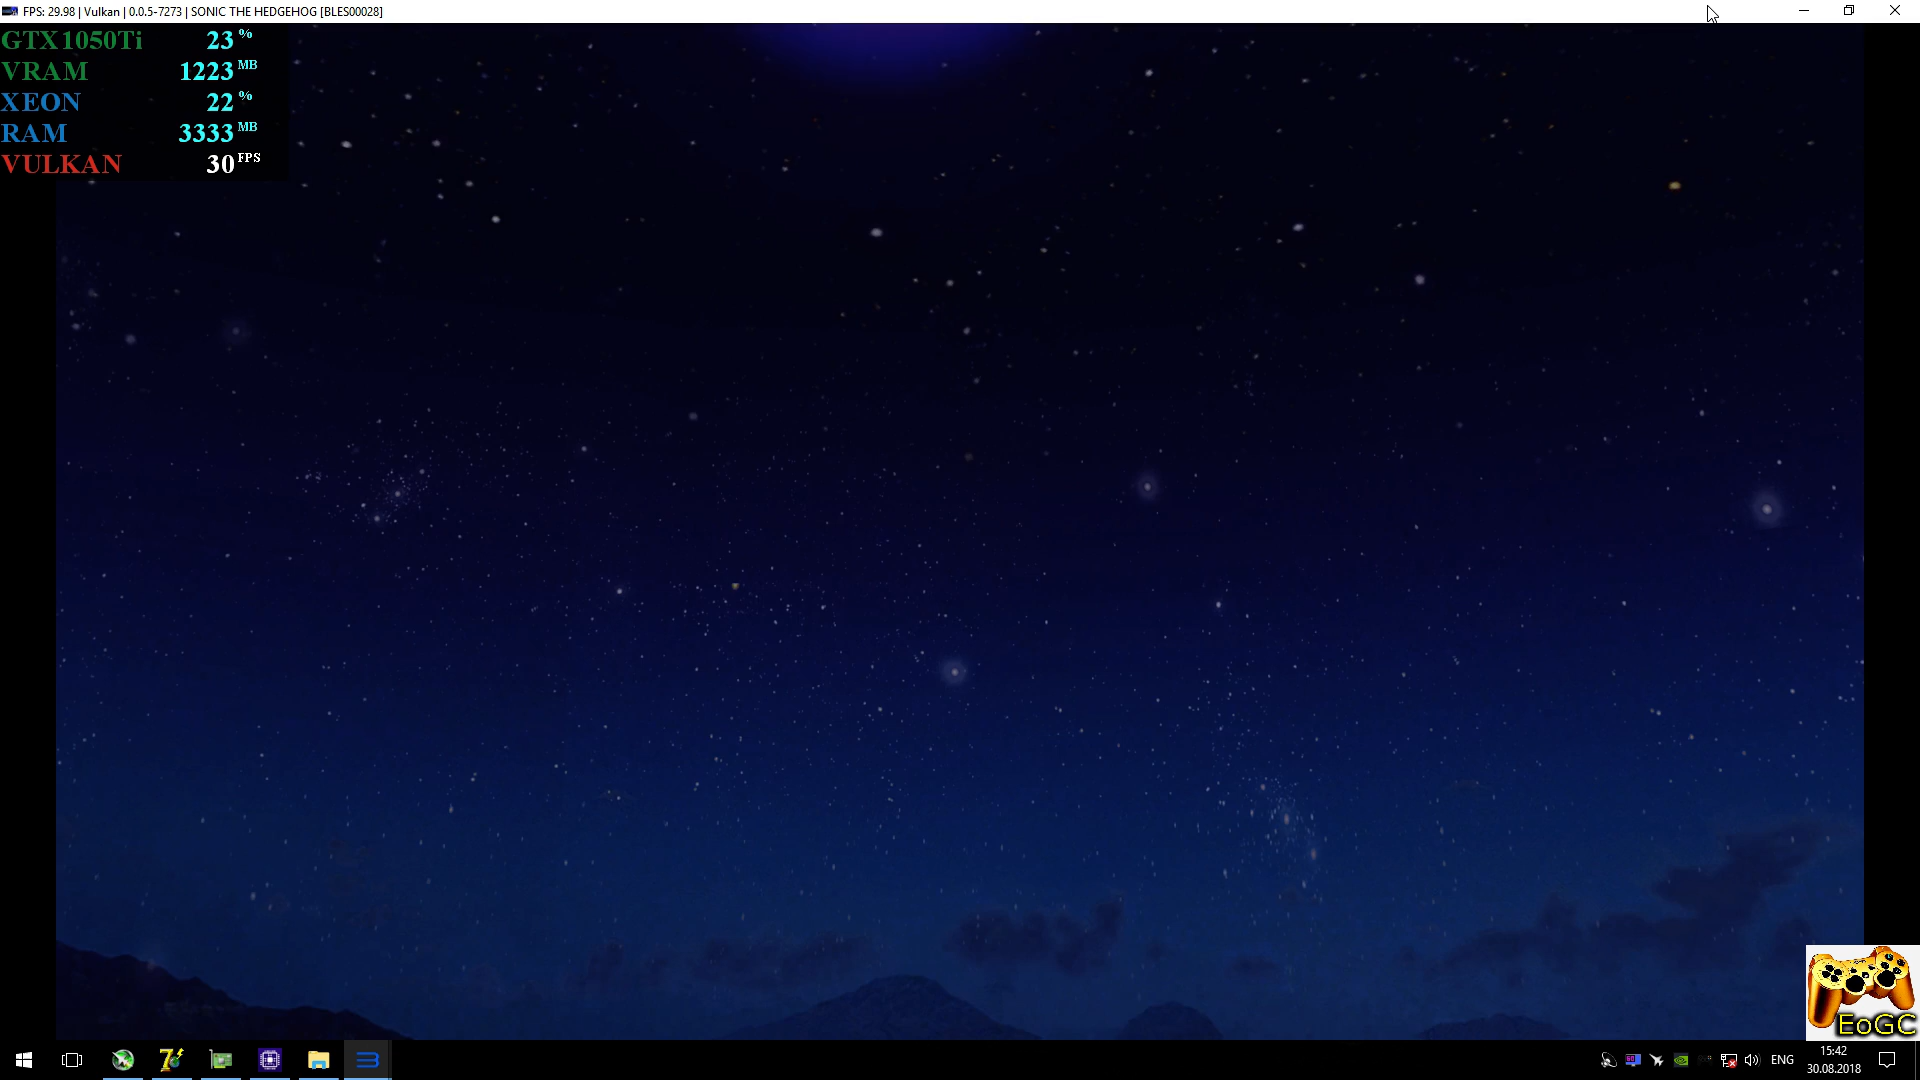 FPS: 29.98 | Vulkan | 0.0.5-7273 | SONIC THE HEDGEHOG [BLES00028]
GTX1050Ti 23 %
VRAM 1223 MB
XEON 22 %
RAM 3333 MB
VULKAN 30 FPS
EoGC
ENG
15:42
30.08.2018